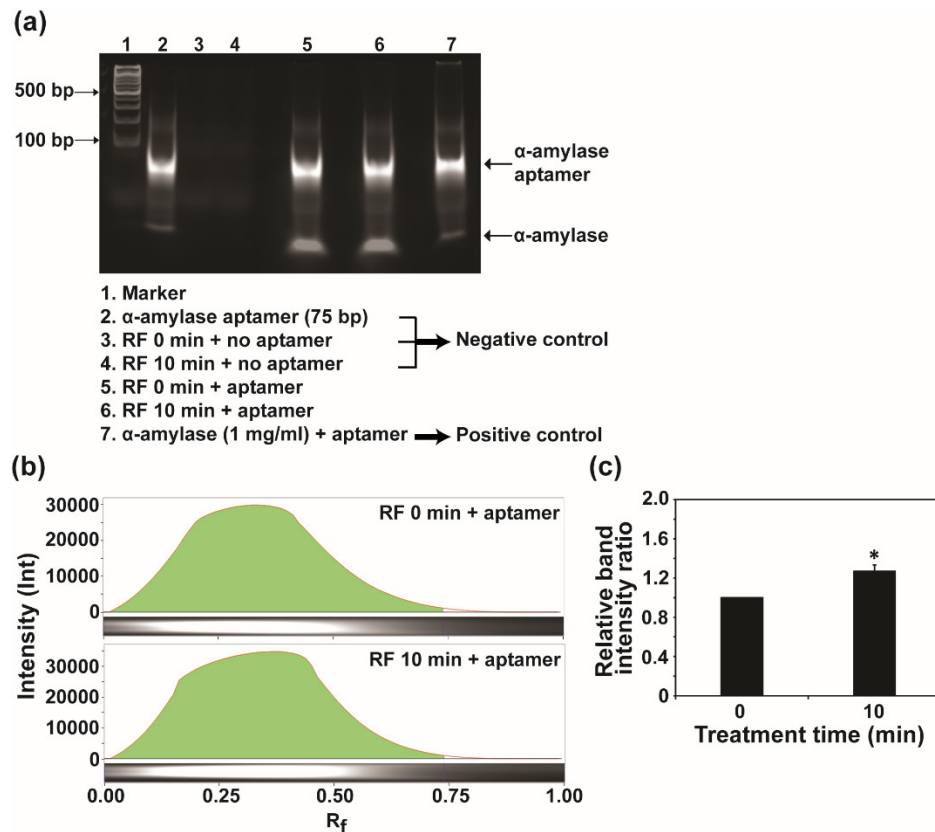 (a)
1 2 3 4 5 6 7
500 bp
100 bp
α-amylase
aptamer
α-amylase
1. Marker
2. α-amylase aptamer (75 bp)
3. RF 0 min + no aptamer
4. RF 10 min + no aptamer
Negative control
5. RF 0 min + aptamer
6. RF 10 min + aptamer
7. α-amylase (1 mg/ml) + aptamer
Positive control
(b)
Intensity (Int)
30000
20000
10000
0
RF 0 min + aptamer
30000
20000
10000
0
RF 10 min + aptamer
0.00 0.25 0.50 0.75 1.00
Rf
(c)
Relative band
intensity ratio
2.0
1.6
1.2
0.8
0.4
0
*
0 10
Treatment time (min)